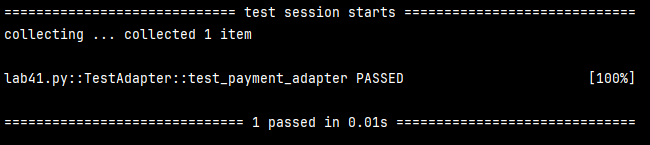 ============================= test session starts =============================
collecting ... collected 1 item

lab41.py::TestAdapter::test_payment_adapter PASSED                       [100%]

============================== 1 passed in 0.01s ==============================